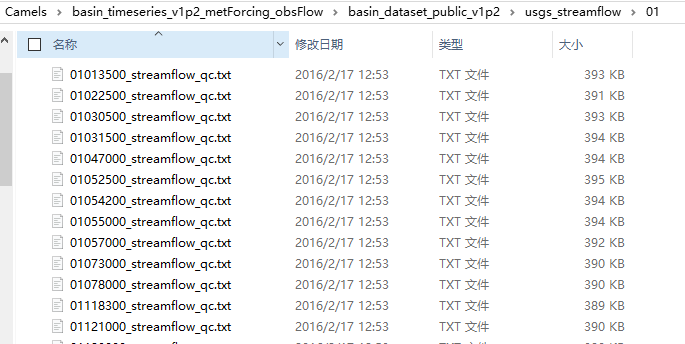 Camels > basin_timeseries_v1p2_metForcing_obsFlow > basin_dataset_public_v1p2 > usgs_streamflow > 01
名称 修改日期 类型 大小
01013500_streamflow_qc.txt 2016/2/17 12:53 TXT 文件 393 KB
01022500_streamflow_qc.txt 2016/2/17 12:53 TXT 文件 391 KB
01030500_streamflow_qc.txt 2016/2/17 12:53 TXT 文件 393 KB
01031500_streamflow_qc.txt 2016/2/17 12:53 TXT 文件 394 KB
01047000_streamflow_qc.txt 2016/2/17 12:53 TXT 文件 394 KB
01052500_streamflow_qc.txt 2016/2/17 12:53 TXT 文件 395 KB
01054200_streamflow_qc.txt 2016/2/17 12:53 TXT 文件 394 KB
01055000_streamflow_qc.txt 2016/2/17 12:53 TXT 文件 394 KB
01057000_streamflow_qc.txt 2016/2/17 12:53 TXT 文件 392 KB
01073000_streamflow_qc.txt 2016/2/17 12:53 TXT 文件 390 KB
01078000_streamflow_qc.txt 2016/2/17 12:53 TXT 文件 390 KB
01118300_streamflow_qc.txt 2016/2/17 12:53 TXT 文件 389 KB
01121000_streamflow_qc.txt 2016/2/17 12:53 TXT 文件 390 KB